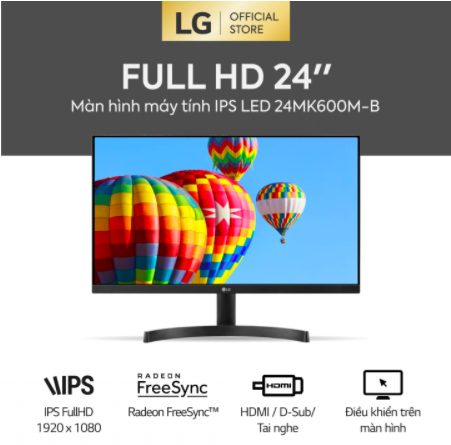 LG OFFICIAL STORE
FULL HD 24″
Màn hình máy tính IPS LED 24MK600M-B
LG
IPS
RADEON
FreeSync
HDMI
IPS FullHD
1920 x 1080
Radeon FreeSync™
HDMI / D-Sub/
Tai nghe
Điều khiển trên
màn hình